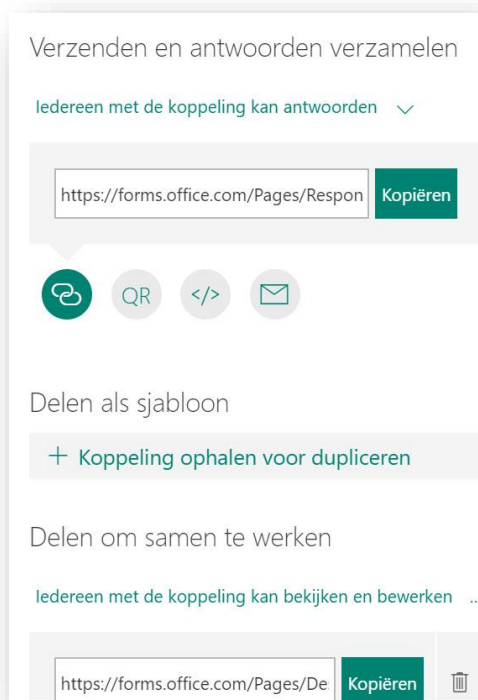 Verzenden en antwoorden verzamelen
Iedereen met de koppeling kan antwoorden
https://forms.office.com/Pages/Respon
Kopiëren
QR
</>
Delen als sjabloon
+ Koppeling ophalen voor dupliceren
Delen om samen te werken
Iedereen met de koppeling kan bekijken en bewerken ..
https://forms.office.com/Pages/De
Kopiëren